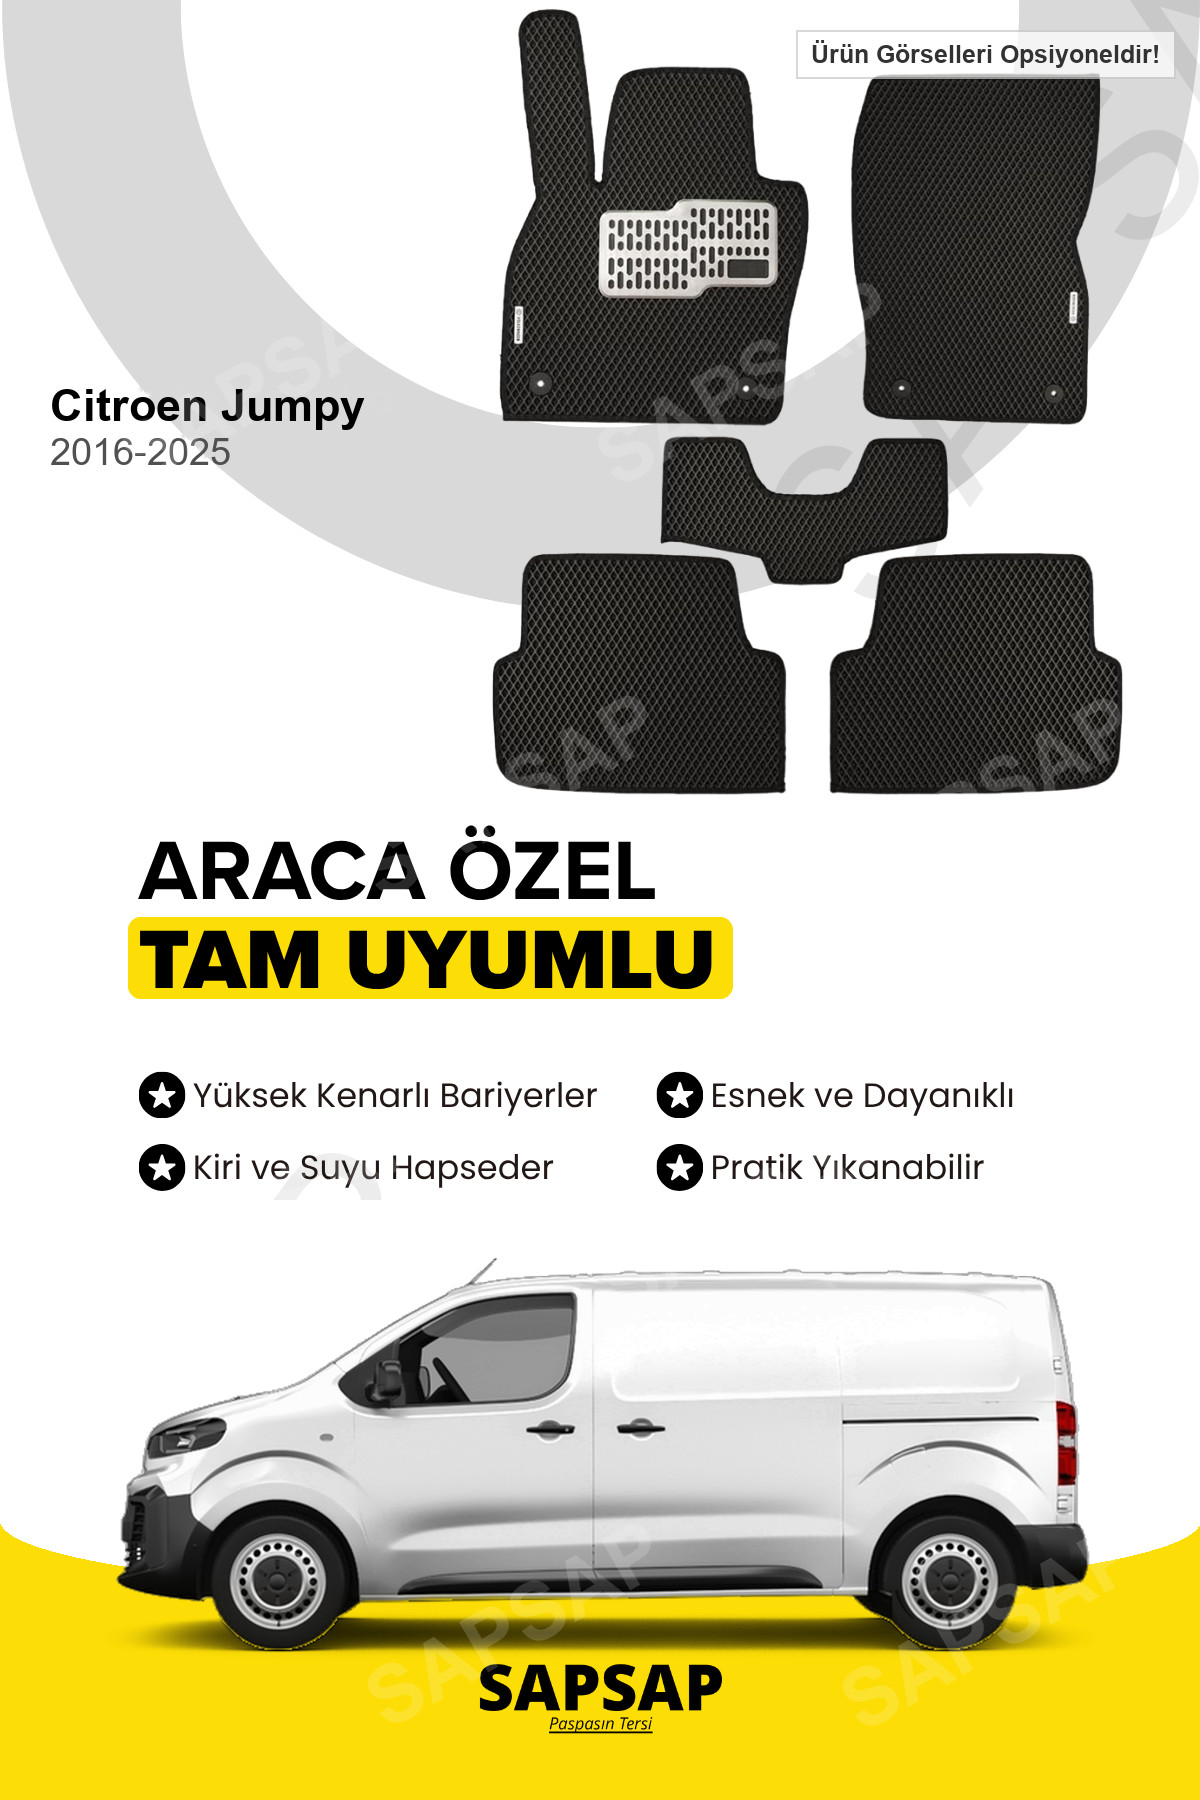 Ürün Görselleri Opsiyoneldir!
Citroen Jumpy
2016-2025
ARACA ÖZEL
TAM UYUMLU
Yüksek Kenarlı Bariyerler
Esnek ve Dayanıklı
Kiri ve Suyu Hapseder
Pratik Yıkanabilir
SAPSAP
Paspasın Tersi